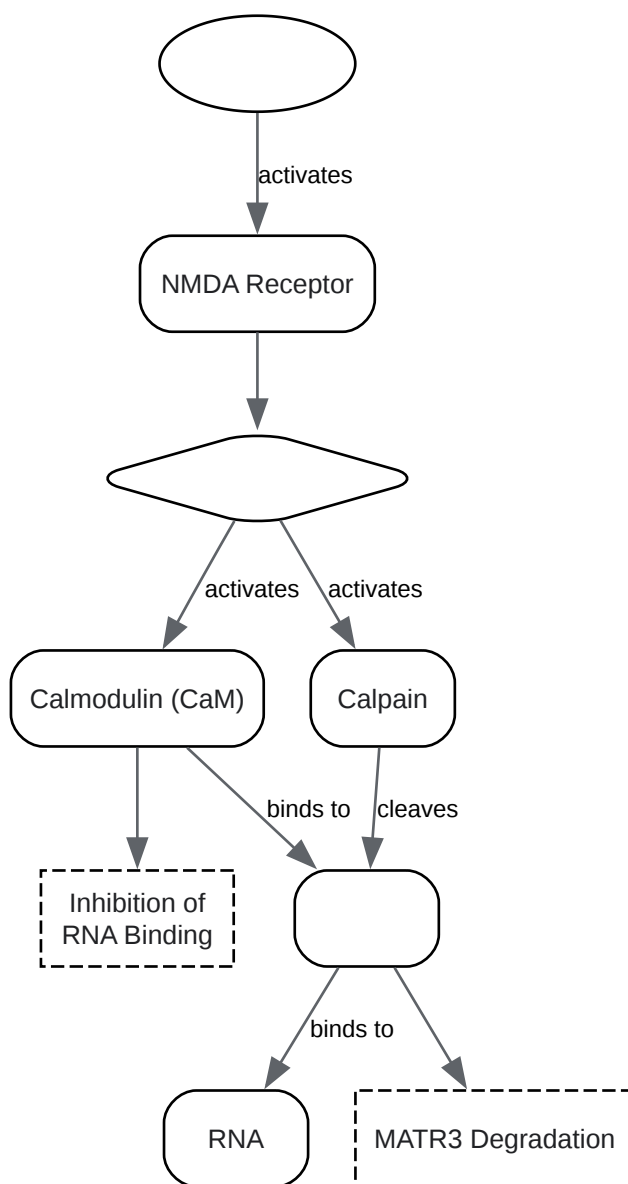 activates
NMDA Receptor
activates
activates
Calmodulin (CaM)
Calpain
binds to
cleaves
Inhibition of
RNA Binding
binds to
RNA
MATR3 Degradation